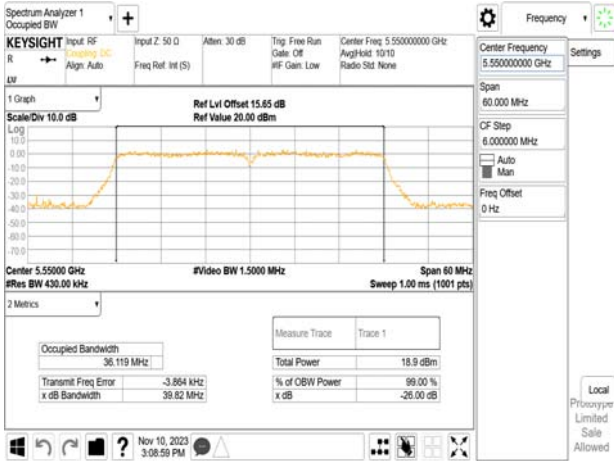 Spectrum Analyzer 1
Occupied BW
+
Frequency
KEYSIGHT
Input: RF
Coupling: DC
Align: Auto
Input Z: 50 Ω
Freq Ref: Int (S)
Atten: 30 dB
Trig: Free Run
Gate: Off
#IF Gain: Low
Center Freq: 5.550000000 GHz
Avg|Hold: 10/10
Radio Std: None
R
LXI
Center Frequency
5.550000000 GHz
Settings
Span
60.000 MHz
CF Step
6.000000 MHz
Auto
Man
Freq Offset
0 Hz
1 Graph
Scale/Div 10.0 dB
Ref Lvl Offset 15.65 dB
Ref Value 20.00 dBm
Log
10.0
0.00
-10.0
-20.0
-30.0
-40.0
-50.0
-60.0
-70.0
Center 5.55000 GHz
#Res BW 430.00 kHz
#Video BW 1.5000 MHz
Span 60 MHz
Sweep 1.00 ms (1001 pts)
2 Metrics
Measure Trace Trace 1
Occupied Bandwidth
36.119 MHz
Total Power 18.9 dBm
Transmit Freq Error -3.864 kHz
% of OBW Power 99.00 %
x dB Bandwidth 39.82 MHz
x dB -26.00 dB
Local
Prototype
Limited
Sale
Allowed
?
Nov 10, 2023
3:08:59 PM